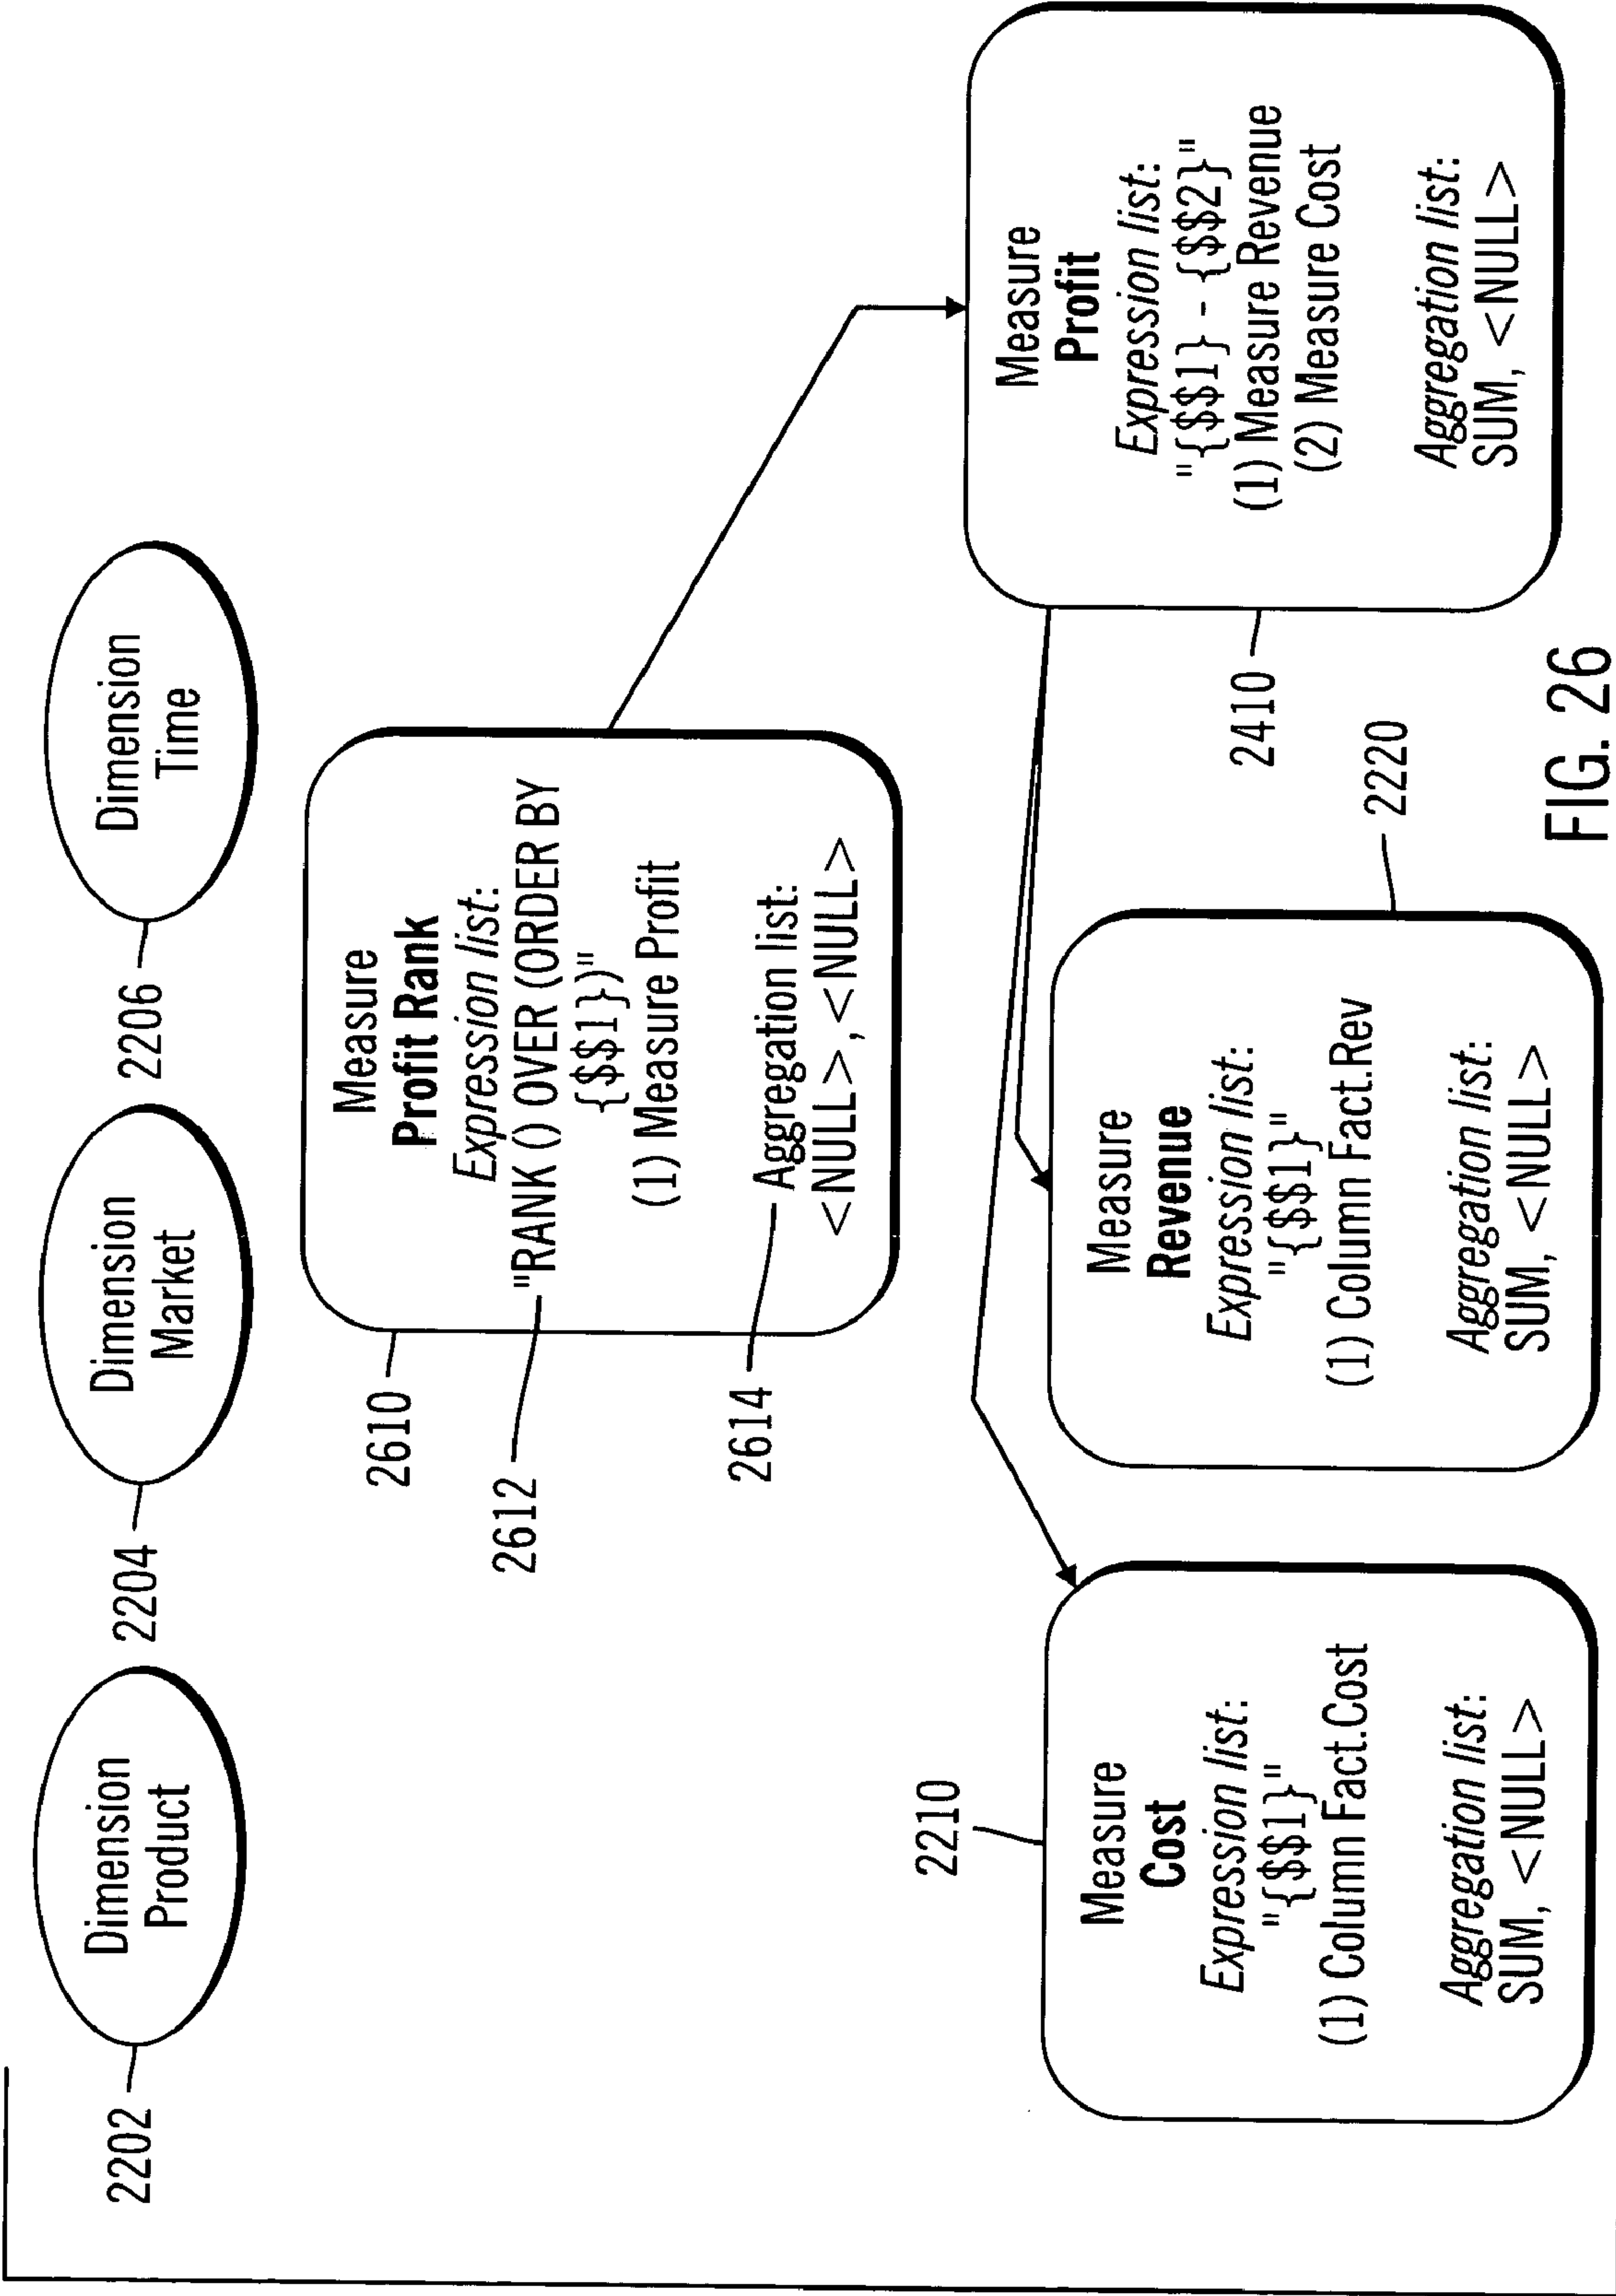 Dimension
Product
2202
Dimension
Market
2204
Dimension
Time
2206
2610
Measure
Profit Rank
Expression list:
2612
"RANK () OVER (ORDER BY
{$$1})"
(1) Measure Profit
2614
Aggregation list:
<NULL>,<NULL>
2210
Measure
Cost
Expression list:
"{$$1}"
(1) Column Fact.Cost
Aggregation list:
SUM, <NULL>
Measure
Revenue
Expression list:
"{$$1}"
(1) Column Fact.Rev
Aggregation list:
SUM, <NULL>
2220
Measure
Profit
Expression list:
"{$$1} - {$$2}"
(1) Measure Revenue
(2) Measure Cost
Aggregation list:
SUM, <NULL>
2410
FIG. 26